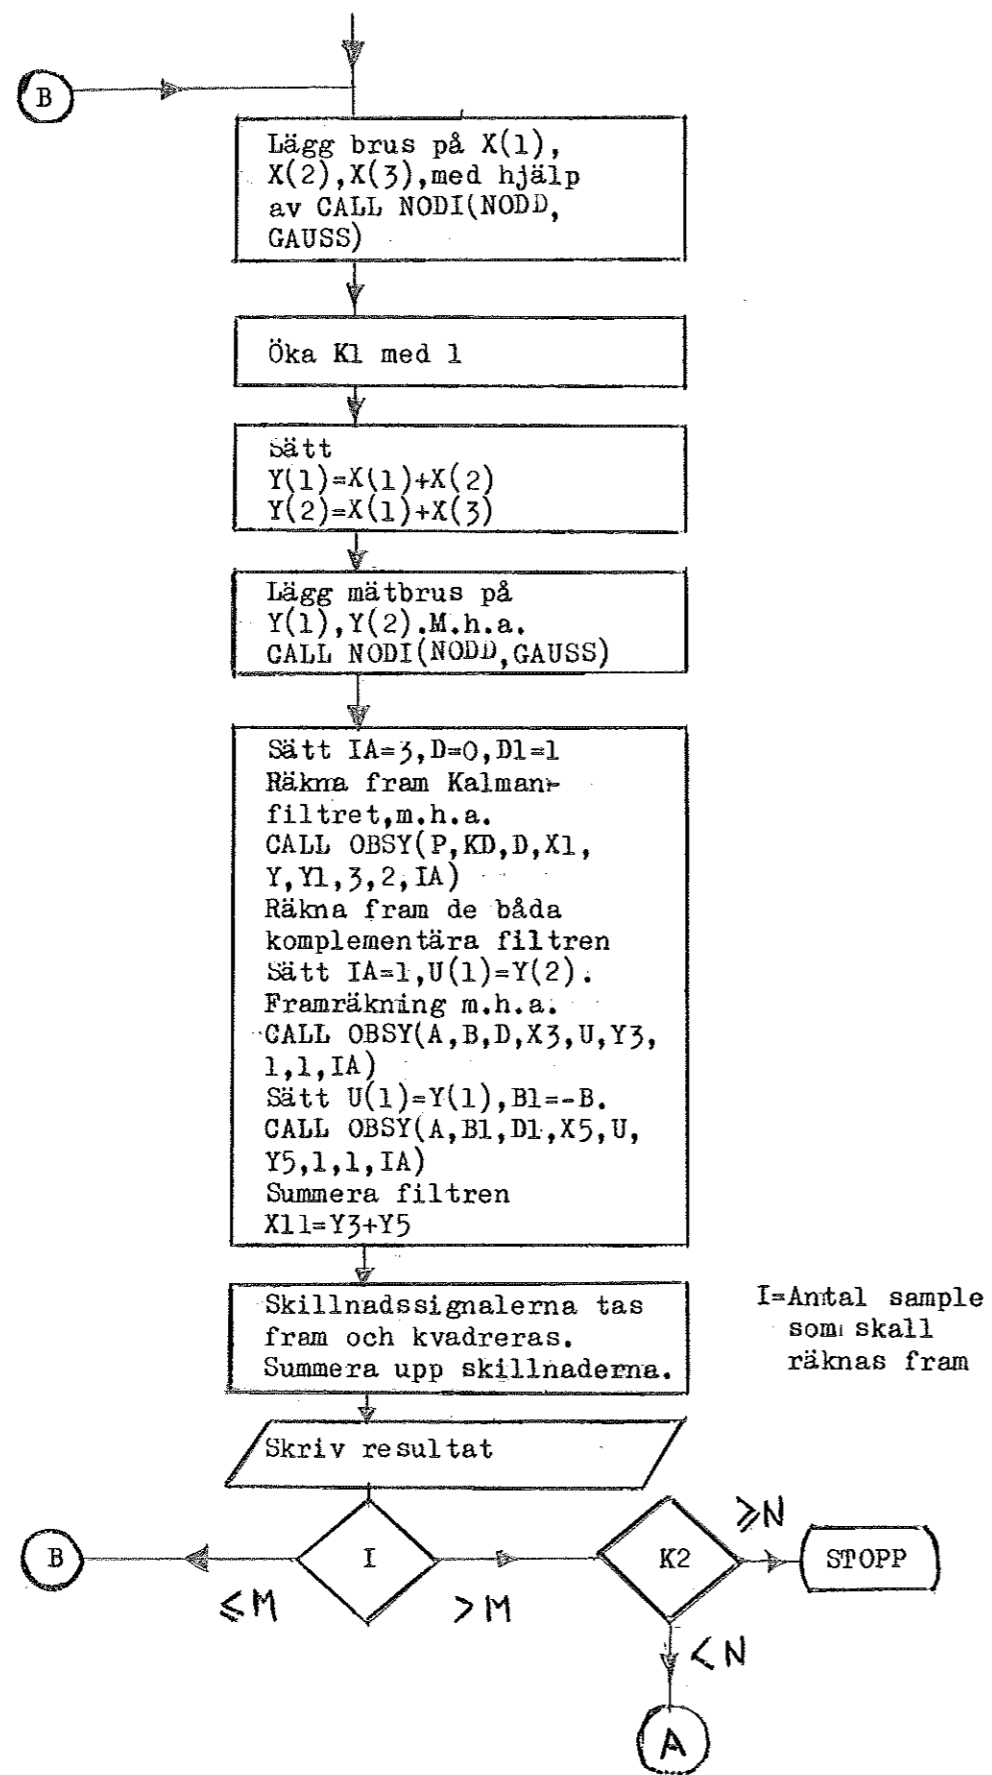 B
Lägg brus på X(1),
X(2),X(3),med hjälp
av CALL NODI(NODD,
GAUSS)
Öka K1 med 1
Sätt
Y(1)=X(1)+X(2)
Y(2)=X(1)+X(3)
Lägg mätbrus på
Y(1),Y(2).M.h.a.
CALL NODI(NODD,GAUSS)
Sätt IA=3,D=0,D1=1
Räkna fram Kalman-
filtret,m.h.a.
CALL OBSY(P,KD,D,X1,
Y,Y1,3,2,IA)
Räkna fram de båda
komplementära filtren
Sätt IA=1,U(1)=Y(2).
Framräkning m.h.a.
CALL OBSY(A,B,D,X3,U,Y3,
1,1,IA)
Sätt U(1)=Y(1),B1=-B.
CALL OBSY(A,B1,D1,X5,U,
Y5,1,1,IA)
Summera filtren
X11=Y3+Y5
Skillnadssignalerna tas
fram och kvadreras.
Summera upp skillnaderna.
I=Antal sample
som skall
räknas fram
Skriv resultat
B
≤M
I
>M
K2
≥N
STOPP
<N
A